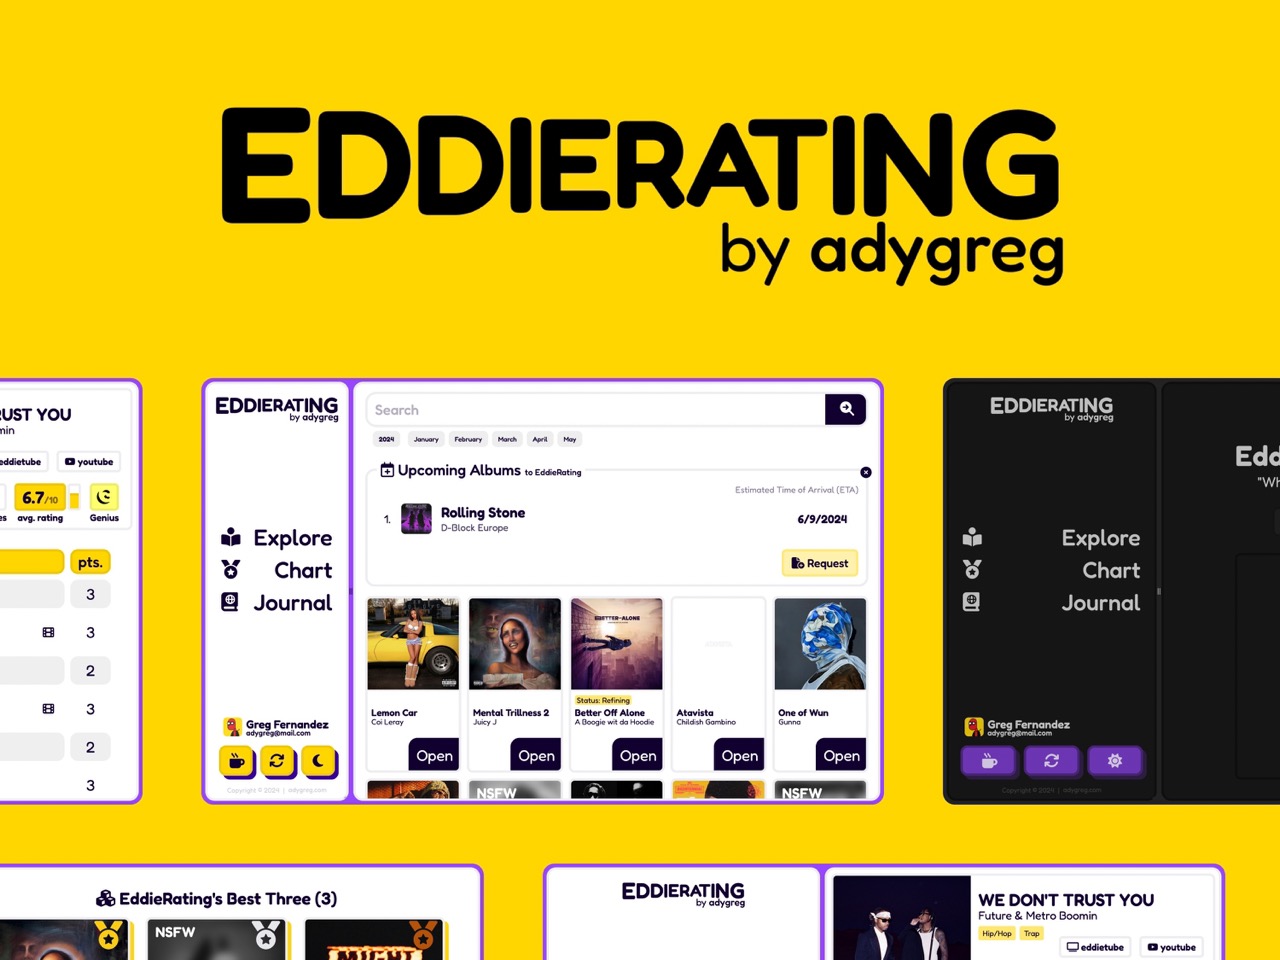 EDDIERATING
by adygreg
RUST YOU
min
eddietube
youtube
6.7/10
es
avg. rating
Genius
pts.
3
3
2
3
2
3
EDDIERATING
by adygreg
Explore
Chart
Journal
Greg Fernandez
adygreg@mail.com
Copyright © 2024 | adygreg.com
Search
2024
January
February
March
April
May
Upcoming Albums to EddieRating
Estimated Time of Arrival (ETA)
1.
Rolling Stone
D-Block Europe
6/9/2024
Request
BETTER-ALONE
Lemon Car
Coi Leray
Open
Mental Trillness 2
Juicy J
Open
Status: Refining
Better Off Alone
A Boogie wit da Hoodie
Open
Atavista
Childish Gambino
Open
One of Wun
Gunna
Open
NSFW
NSFW
EDDIERATING
by adygreg
Explore
Chart
Journal
Greg Fernandez
adygreg@mail.com
Copyright © 2024 | adygreg.com
Edd
"Wh
EddieRating's Best Three (3)
NSFW
EDDIERATING
by adygreg
WE DON'T TRUST YOU
Future & Metro Boomin
Hip/Hop
Trap
eddietube
youtube